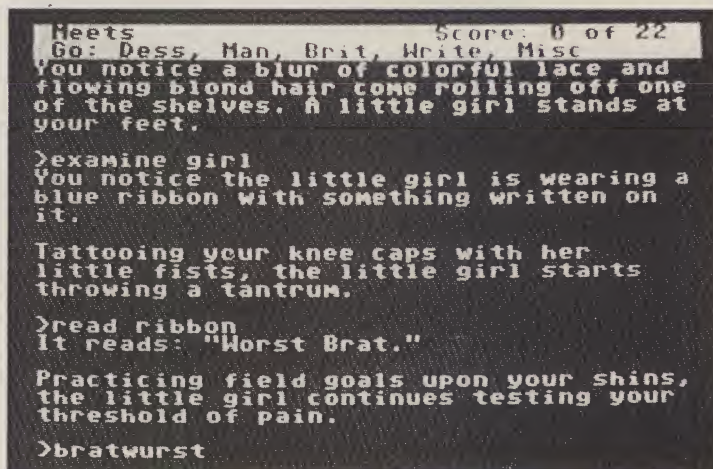 Meets Score: 0 of 22
Go: Dess, Man, Brit, Write, Misc
You notice a blur of colorful lace and
flowing blond hair come rolling off one
of the shelves. A little girl stands at
your feet.
>examine girl
You notice the little girl is wearing a
blue ribbon with something written on
it.
Tattooing your knee caps with her
little fists, the little girl starts
throwing a tantrum.
>read ribbon
It reads: "Worst Brat."
Practicing field goals upon your shins,
the little girl continues testing your
threshold of pain.
>bratwurst